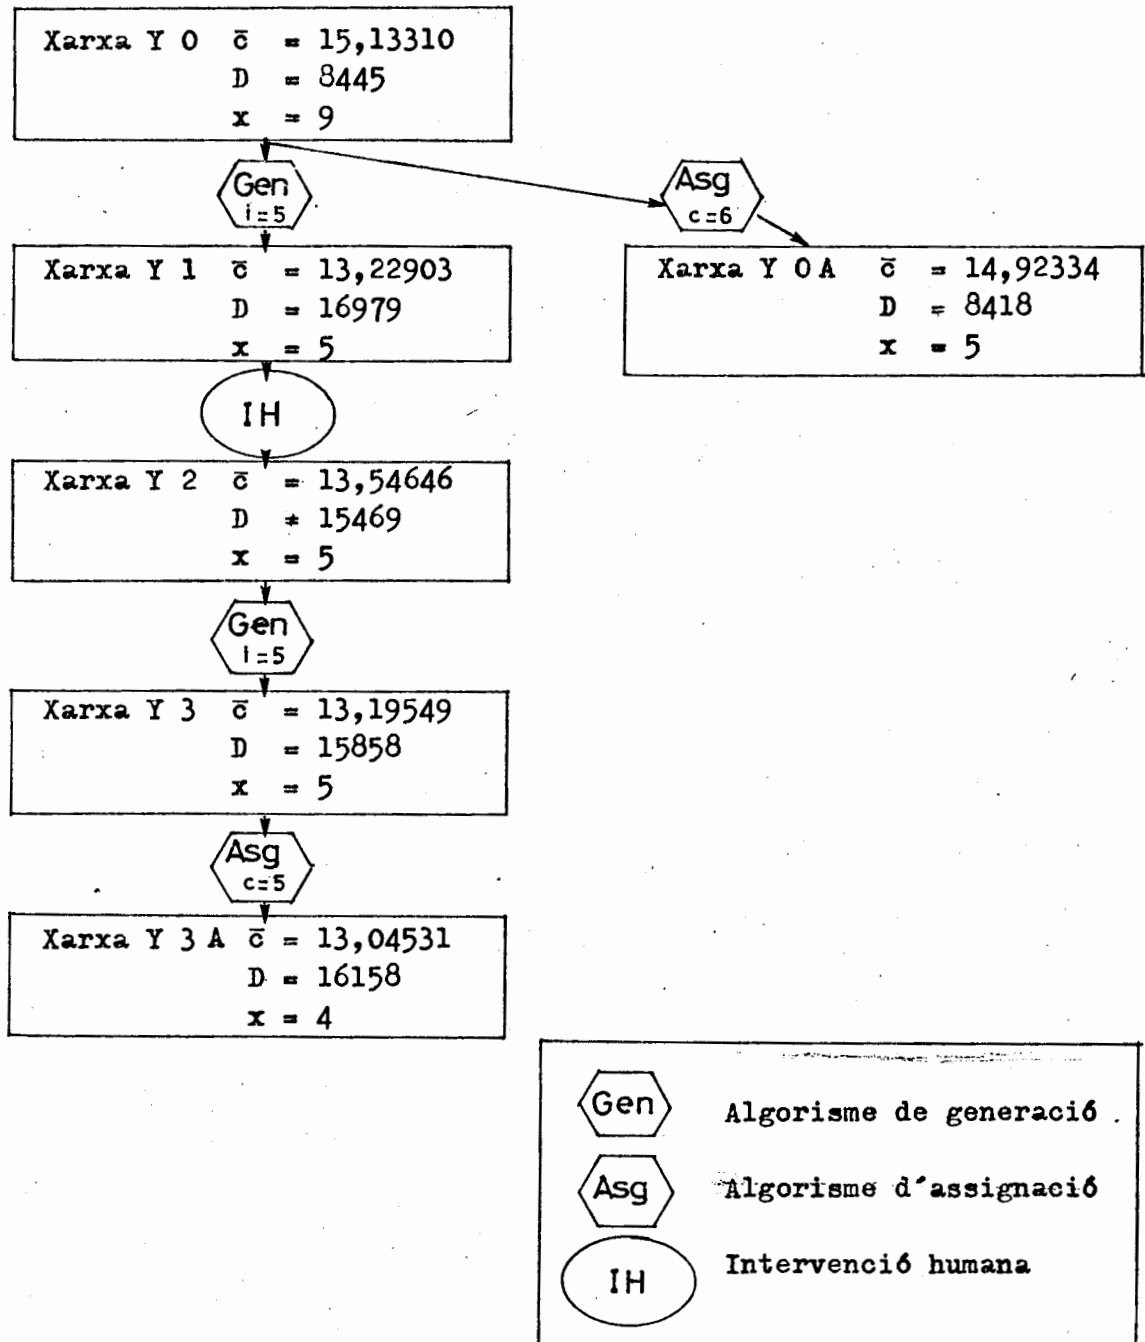 Xarxa Y 0 c̄ = 15,13310
D = 8445
x = 9
Gen
i=5
Asg
c=6
Xarxa Y 1 c̄ = 13,22903
D = 16979
x = 5
Xarxa Y 0 A c̄ = 14,92334
D = 8418
x = 5
IH
Xarxa Y 2 c̄ = 13,54646
D = 15469
x = 5
Gen
i=5
Xarxa Y 3 c̄ = 13,19549
D = 15858
x = 5
Asg
c=5
Xarxa Y 3 A c̄ = 13,04531
D = 16158
x = 4
Gen Algorisme de generació
Asg Algorisme d'assignació
IH Intervenció humana